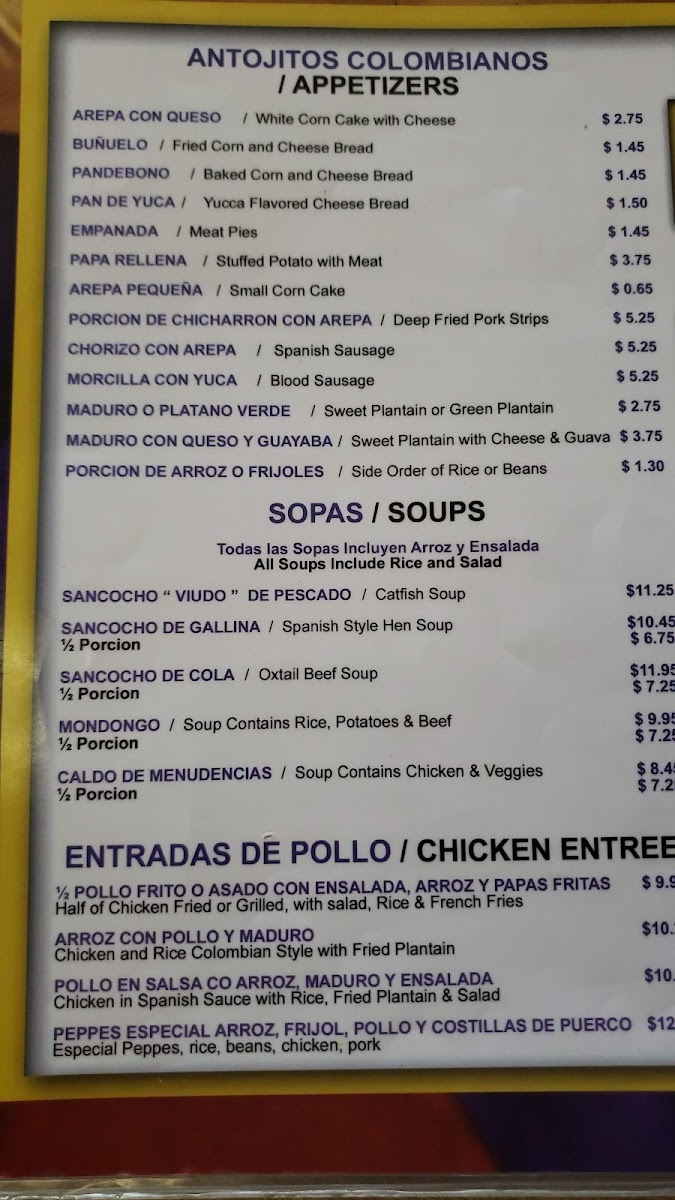 ANTOJITOS COLOMBIANOS
/ APPETIZERS
AREPA CON QUESO / White Corn Cake with Cheese $ 2.75
BUÑUELO / Fried Corn and Cheese Bread $ 1.45
PANDEBONO / Baked Corn and Cheese Bread $ 1.45
PAN DE YUCA / Yucca Flavored Cheese Bread $ 1.50
EMPANADA / Meat Pies $ 1.45
PAPA RELLENA / Stuffed Potato with Meat $ 3.75
AREPA PEQUEÑA / Small Corn Cake $ 0.65
PORCION DE CHICHARRON CON AREPA / Deep Fried Pork Strips $ 5.25
CHORIZO CON AREPA / Spanish Sausage $ 5.25
MORCILLA CON YUCA / Blood Sausage $ 5.25
MADURO O PLATANO VERDE / Sweet Plantain or Green Plantain $ 2.75
MADURO CON QUESO Y GUAYABA / Sweet Plantain with Cheese & Guava $ 3.75
PORCION DE ARROZ O FRIJOLES / Side Order of Rice or Beans $ 1.30
SOPAS / SOUPS
Todas las Sopas Incluyen Arroz y Ensalada
All Soups Include Rice and Salad
SANCOCHO “ VIUDO ” DE PESCADO / Catfish Soup $11.25
SANCOCHO DE GALLINA / Spanish Style Hen Soup $10.45
½ Porcion $ 6.75
SANCOCHO DE COLA / Oxtail Beef Soup $11.95
½ Porcion $ 7.25
MONDONGO / Soup Contains Rice, Potatoes & Beef $ 9.95
½ Porcion $ 7.25
CALDO DE MENUDENCIAS / Soup Contains Chicken & Veggies $ 8.4
½ Porcion $ 7.2
ENTRADAS DE POLLO / CHICKEN ENTREE
½ POLLO FRITO O ASADO CON ENSALADA, ARROZ Y PAPAS FRITAS $ 9.9
Half of Chicken Fried or Grilled, with salad, Rice & French Fries
ARROZ CON POLLO Y MADURO $10.
Chicken and Rice Colombian Style with Fried Plantain
POLLO EN SALSA CO ARROZ, MADURO Y ENSALADA $10.
Chicken in Spanish Sauce with Rice, Fried Plantain & Salad
PEPPES ESPECIAL ARROZ, FRIJOL, POLLO Y COSTILLAS DE PUERCO $12
Especial Peppes, rice, beans, chicken, pork